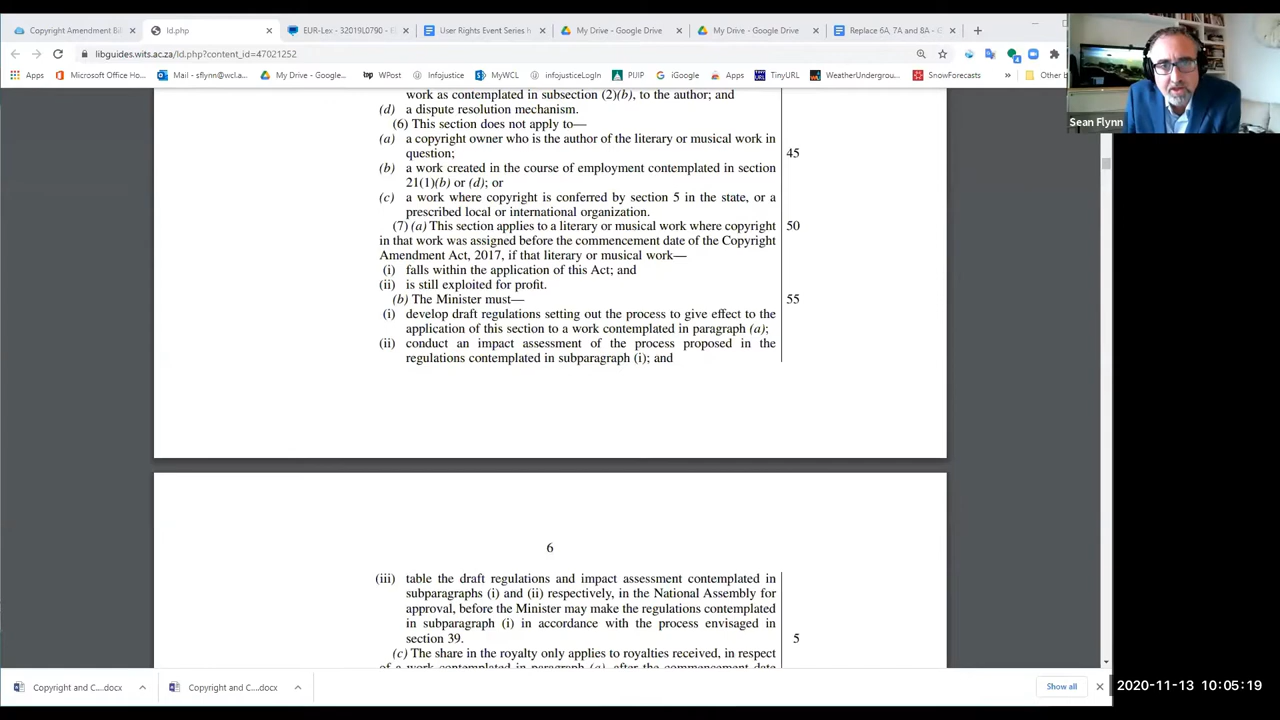 Copyright Amendment Bil
ld.php
EUR-Lex - 32019L0790 - E
User Rights Event Series h
My Drive - Google Drive
My Drive - Google Drive
Replace 6A, 7A and 8A - 
libguides.wits.ac.za/ld.php?content_id=47021252
Apps
Microsoft Office Ho...
Mail - sflynn@wcl.a...
My Drive - Google...
bp WPost
Infojustice
MyWCL
infojusticeLogIn
PIJIP
iGoogle
Apps
TinyURL
WeatherUndergrou...
SnowForecasts
»
Other b
Sean Flynn
work as contemplated in subsection (2)(b), to the author; and
(d) a dispute resolution mechanism.
(6) This section does not apply to—
(a) a copyright owner who is the author of the literary or musical work in
question; 45
(b) a work created in the course of employment contemplated in section
21(1)(b) or (d); or
(c) a work where copyright is conferred by section 5 in the state, or a
prescribed local or international organization.
(7) (a) This section applies to a literary or musical work where copyright 50
in that work was assigned before the commencement date of the Copyright
Amendment Act, 2017, if that literary or musical work—
(i) falls within the application of this Act; and
(ii) is still exploited for profit.
(b) The Minister must— 55
(i) develop draft regulations setting out the process to give effect to the
application of this section to a work contemplated in paragraph (a);
(ii) conduct an impact assessment of the process proposed in the
regulations contemplated in subparagraph (i); and
6
(iii) table the draft regulations and impact assessment contemplated in
subparagraphs (i) and (ii) respectively, in the National Assembly for
approval, before the Minister may make the regulations contemplated
in subparagraph (i) in accordance with the process envisaged in
section 39. 5
(c) The share in the royalty only applies to royalties received, in respect
of a work contemplated in paragraph (a), after the commencement date
Copyright and C....docx
Copyright and C....docx
Show all
2020-11-13 10:05:19